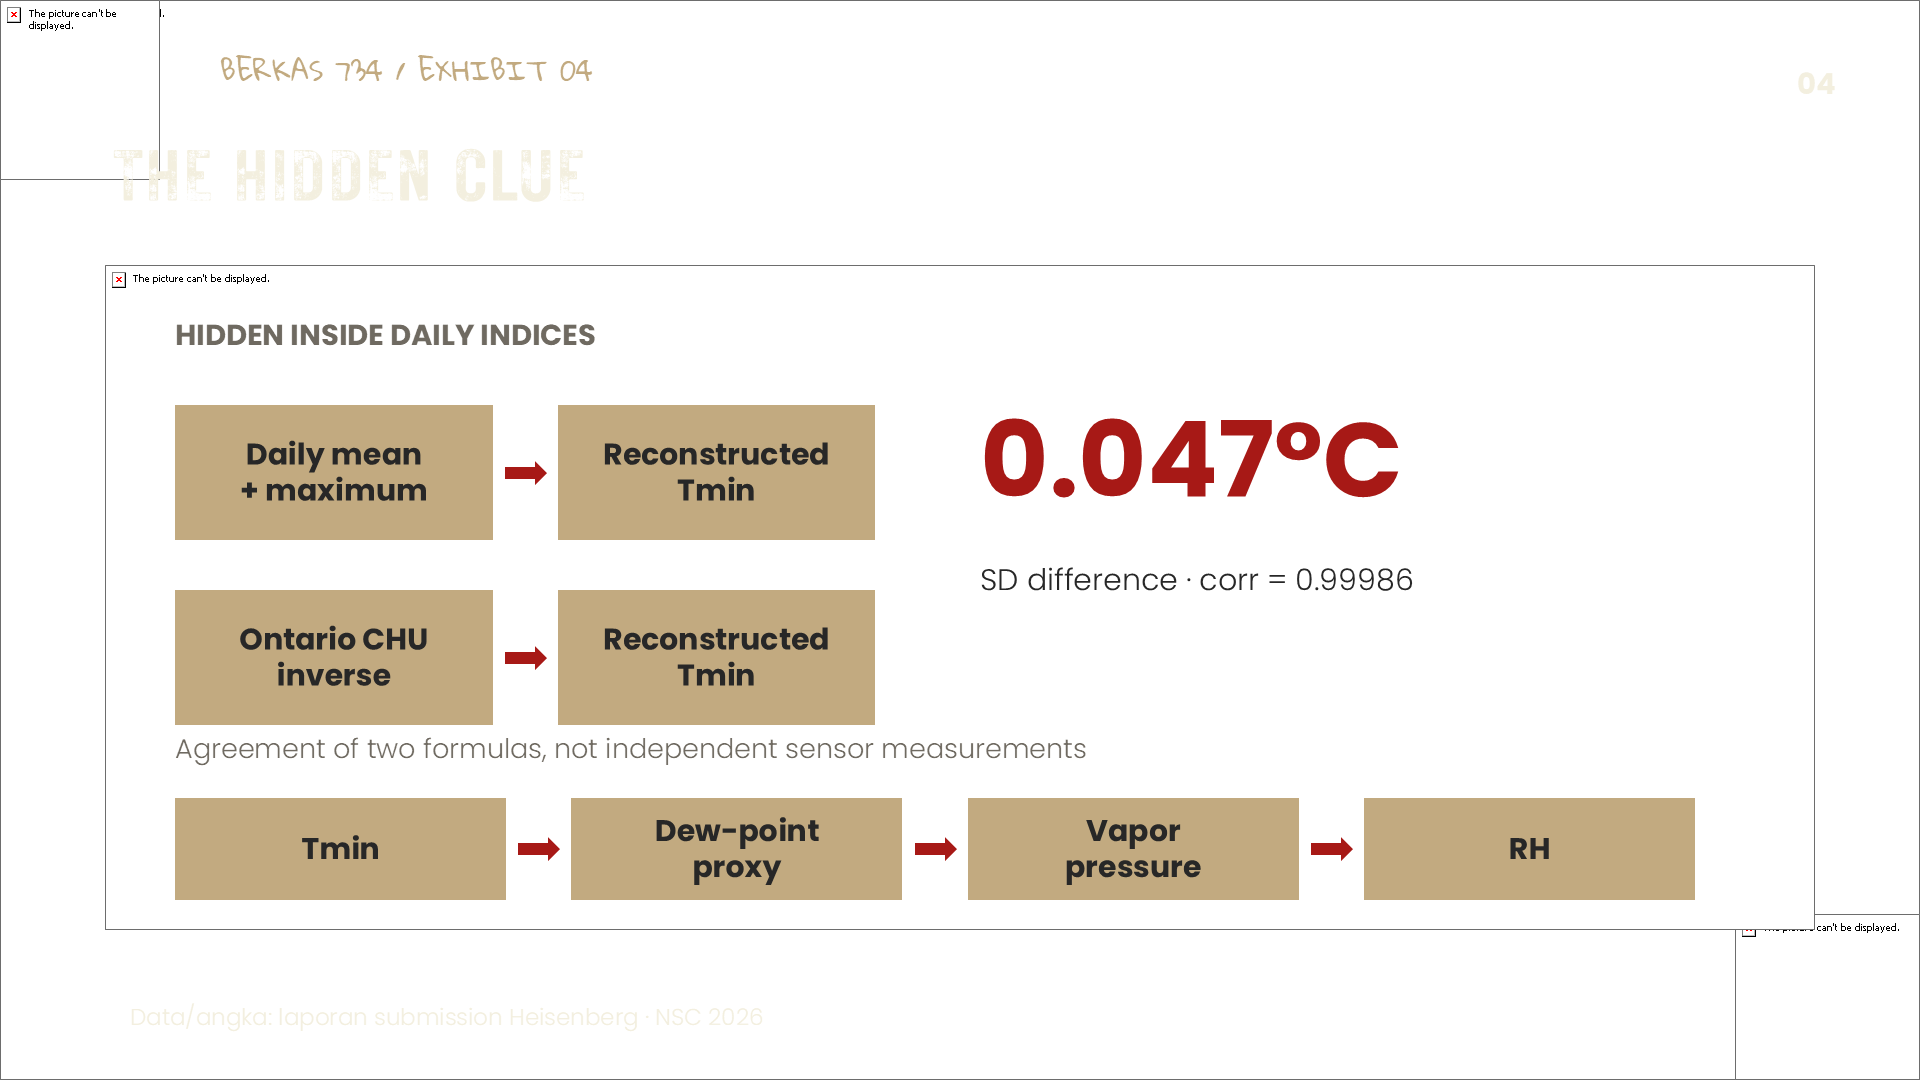 The picture can't be
displayed.
BERKAS 734 / EXHIBIT 04
04
THE HIDDEN CLUE
The picture can't be displayed.
HIDDEN INSIDE DAILY INDICES
Daily mean
+ maximum
Reconstructed
Tmin
0.047°C
SD difference · corr = 0.99986
Ontario CHU
inverse
Reconstructed
Tmin
Agreement of two formulas, not independent sensor measurements
Tmin
Dew-point
proxy
Vapor
pressure
RH
The picture can't be displayed.
Data/angka: laporan submission Heisenberg · NSC 2026